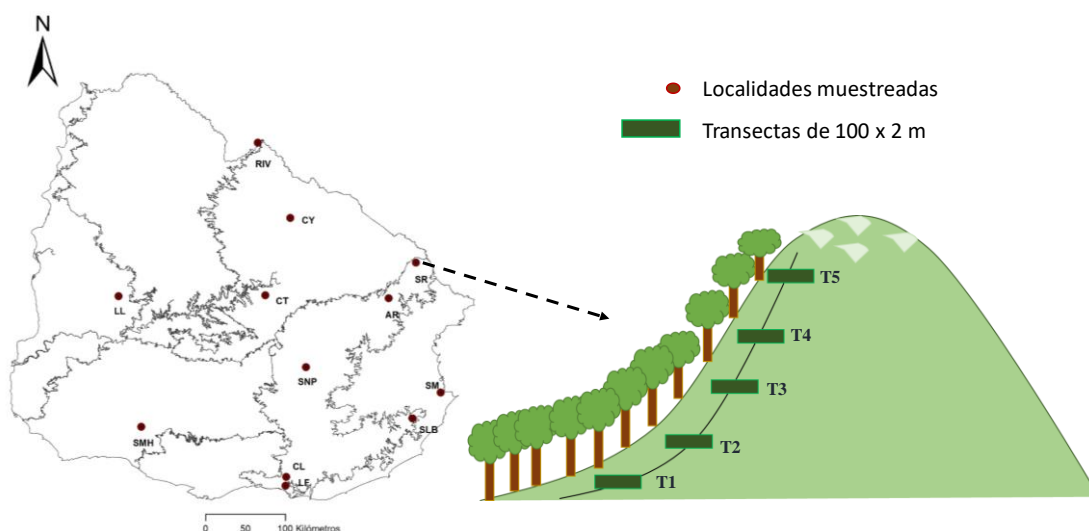 N
Localidades muestreadas
Transectas de 100 x 2 m
RIV
CY
SR
CT
AR
LL
SNP
SM
SLB
SMH
CL
LF
T5
T4
T3
T2
T1
0 50 100 Kilómetros